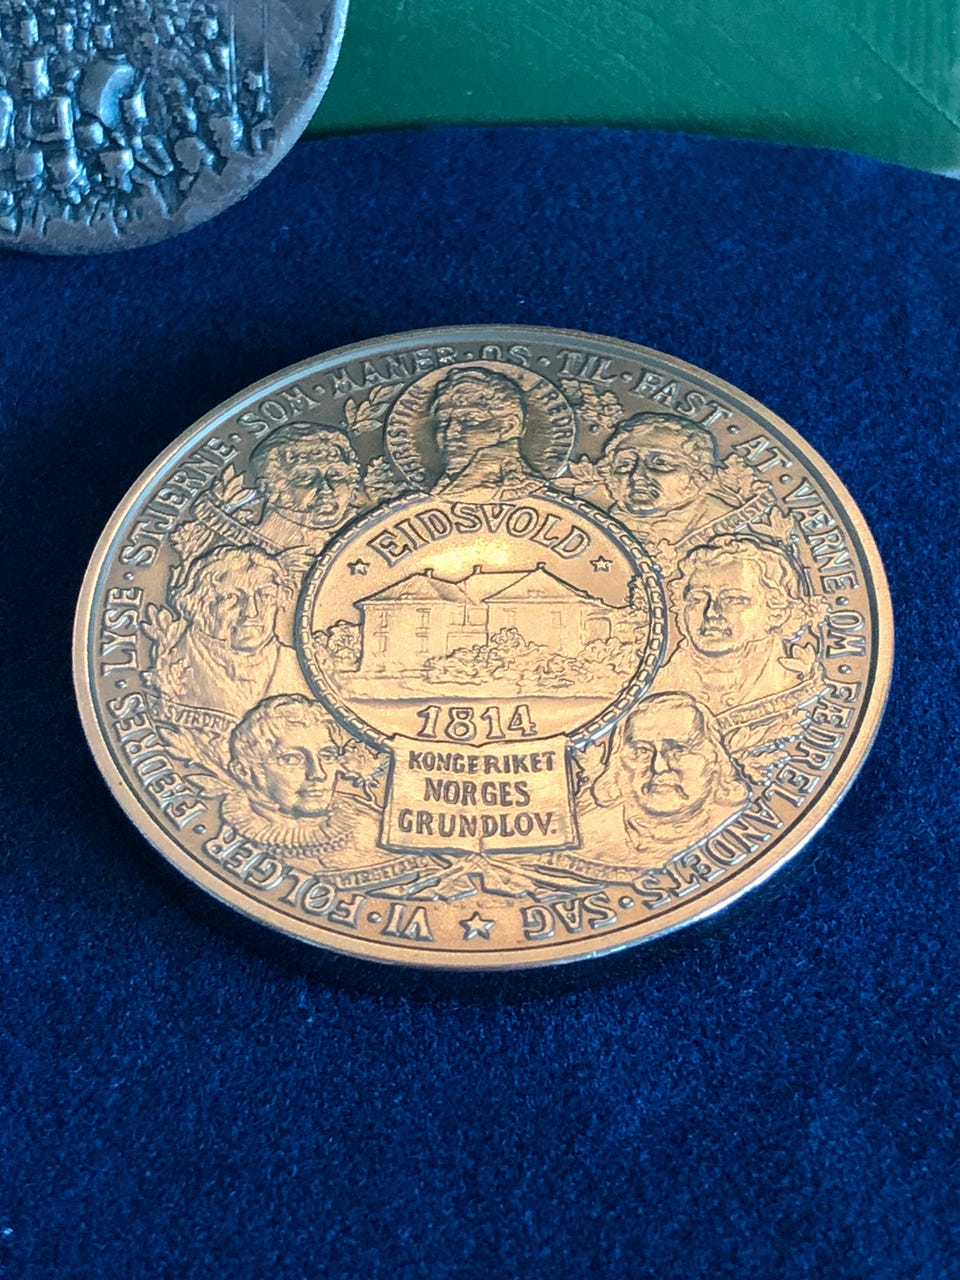 VI · FØLGER · FÆDRES · LYSE · STJERNE · SOM · MANER · OS · TIL · FAST · AT · VÆRNE · OM · FÆDRELANDETS · SAG
CHRISTIAN FREDRIK
EIDSVOLD
1814
KONGERIKET
NORGES
GRUNDLOV.
SVERDRUP